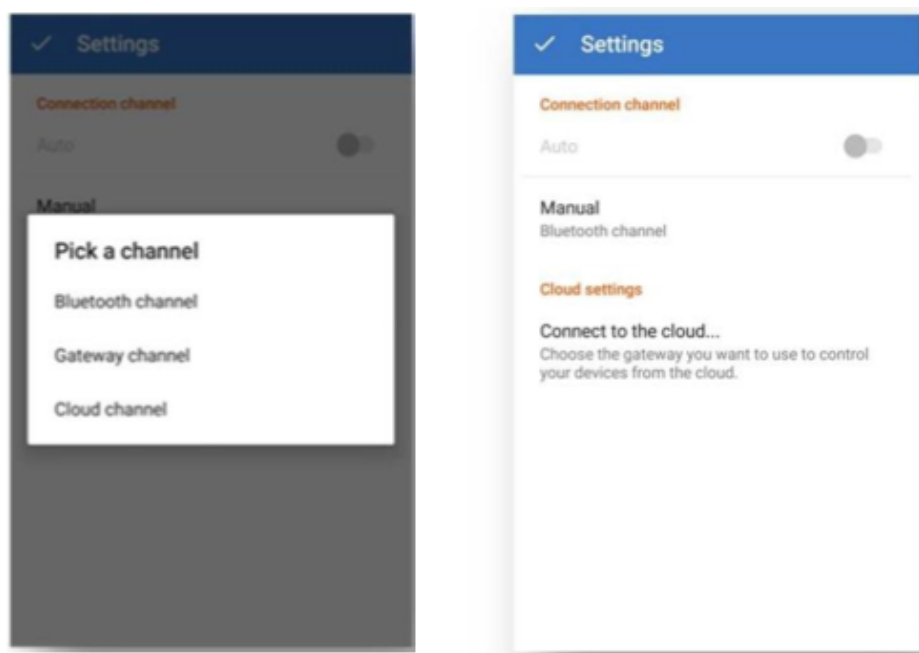 Settings
Connection channel
Auto
Manual
Pick a channel
Bluetooth channel
Gateway channel
Cloud channel
Settings
Connection channel
Auto
Manual
Bluetooth channel
Cloud settings
Connect to the cloud...
Choose the gateway you want to use to control
your devices from the cloud.